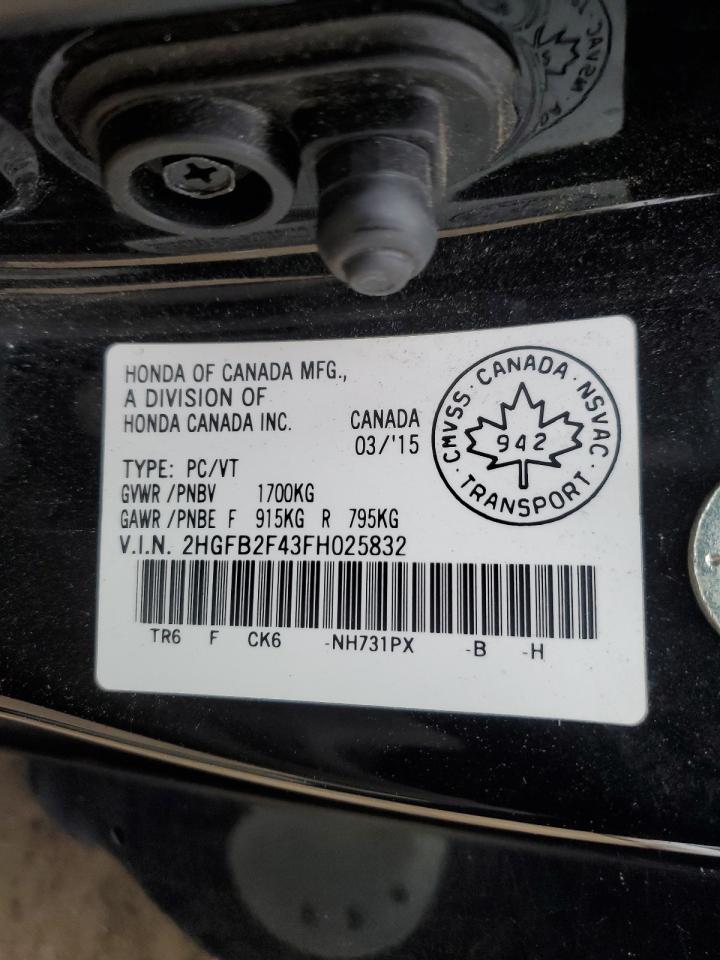 HONDA OF CANADA MFG.,
A DIVISION OF
HONDA CANADA INC.
CANADA
03/'15
TYPE: PC/VT
GVWR /PNBV 1700KG
GAWR /PNBE F 915KG R 795KG
V.I.N. 2HGFB2F43FH025832
TR6 F CK6 -NH731PX -B -H
CMVSS · CANADA · NSVAC
942
· TRANSPORT ·